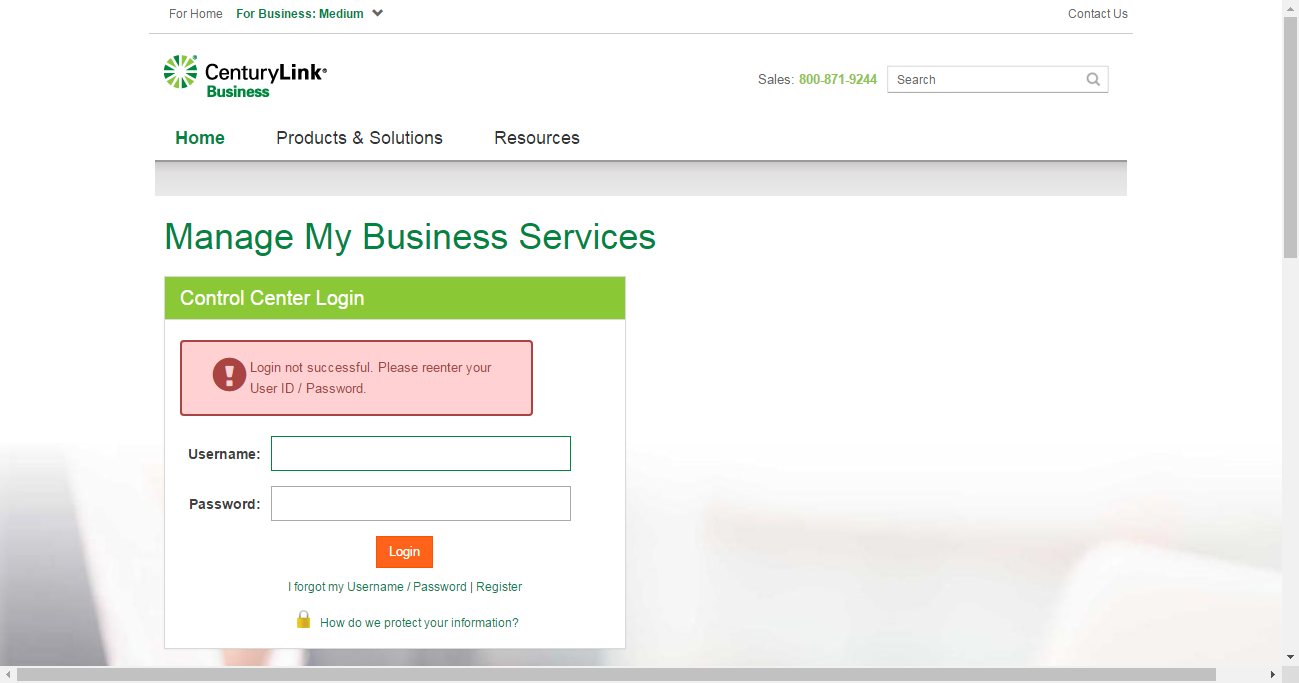 For Home For Business: Medium Contact Us
CenturyLink®
Business
Sales: 800-871-9244 Search
Home Products & Solutions Resources
Manage My Business Services
Control Center Login
Login not successful. Please reenter your
User ID / Password.
Username:
Password:
Login
I forgot my Username / Password | Register
How do we protect your information?